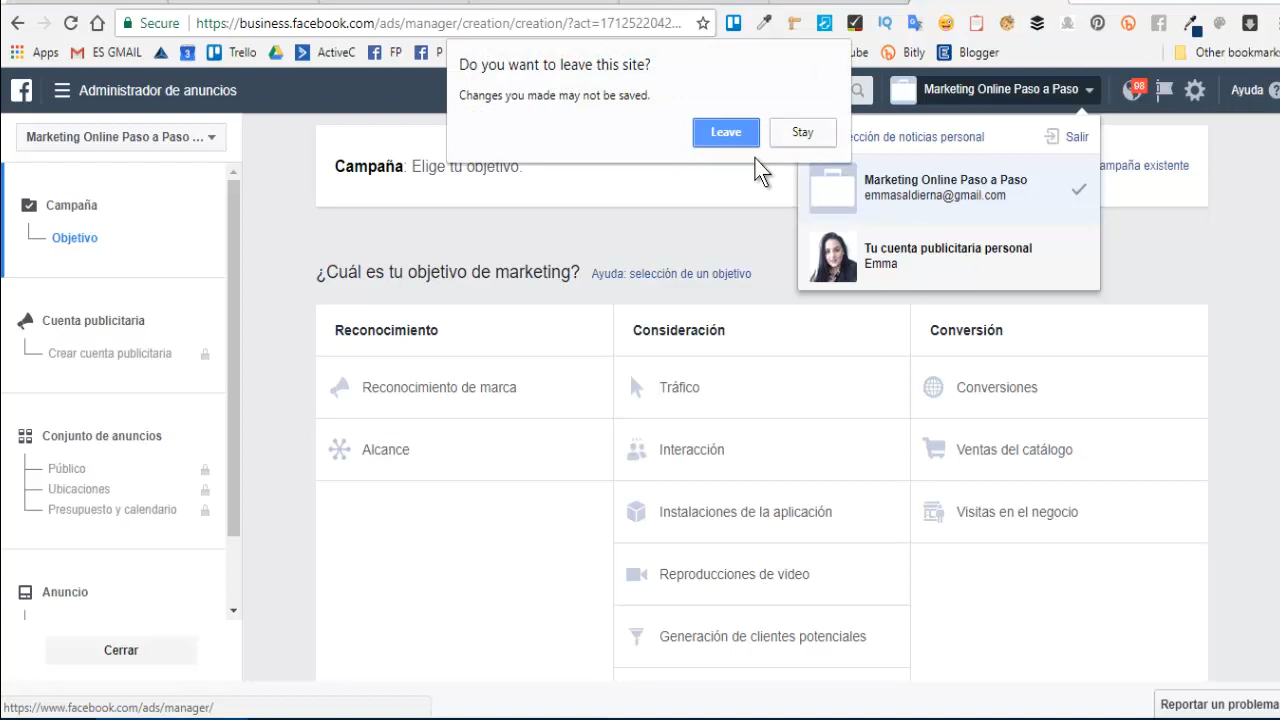 Secure
https://business.facebook.com/ads/manager/creation/creation/?act=1712522042...
Apps
ES GMAIL
Trello
ActiveC
FP
P
Bitly
Blogger
Other bookmark
Do you want to leave this site?
Changes you made may not be saved.
Leave
Stay
Administrador de anuncios
Marketing Online Paso a Paso
98
Ayuda
Marketing Online Paso a Paso ...
Campaña
Objetivo
Cuenta publicitaria
Crear cuenta publicitaria
Conjunto de anuncios
Público
Ubicaciones
Presupuesto y calendario
Anuncio
Cerrar
Campaña: Elige tu objetivo.
ección de noticias personal
Salir
ampaña existente
Marketing Online Paso a Paso
emmasaldierna@gmail.com
Tu cuenta publicitaria personal
Emma
¿Cuál es tu objetivo de marketing?
Ayuda: selección de un objetivo
Reconocimiento
Consideración
Conversión
Reconocimiento de marca
Tráfico
Conversiones
Alcance
Interacción
Ventas del catálogo
Instalaciones de la aplicación
Visitas en el negocio
Reproducciones de video
Generación de clientes potenciales
https://www.facebook.com/ads/manager/
Reportar un problema